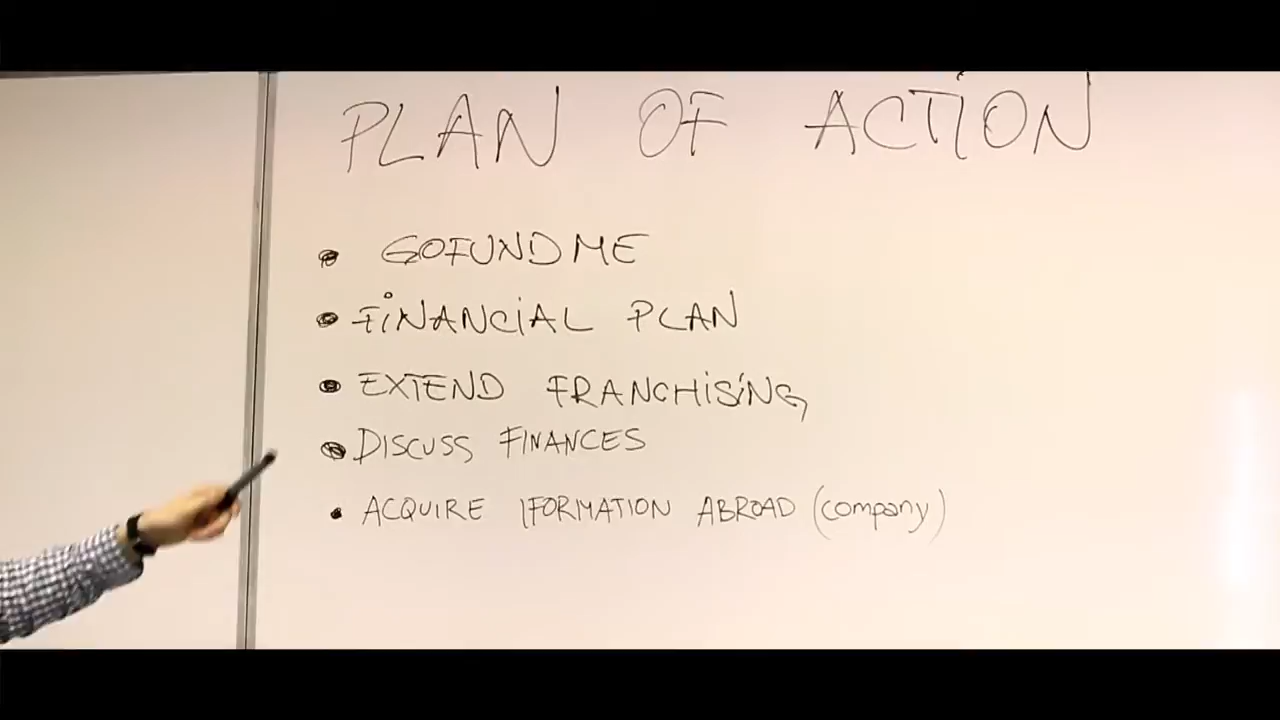 PLAN OF ACTION
• GOFUNDME
• FINANCIAL PLAN
• EXTEND FRANCHISING
• DISCUSS FINANCES
• ACQUIRE IFORMATION ABROAD (company)